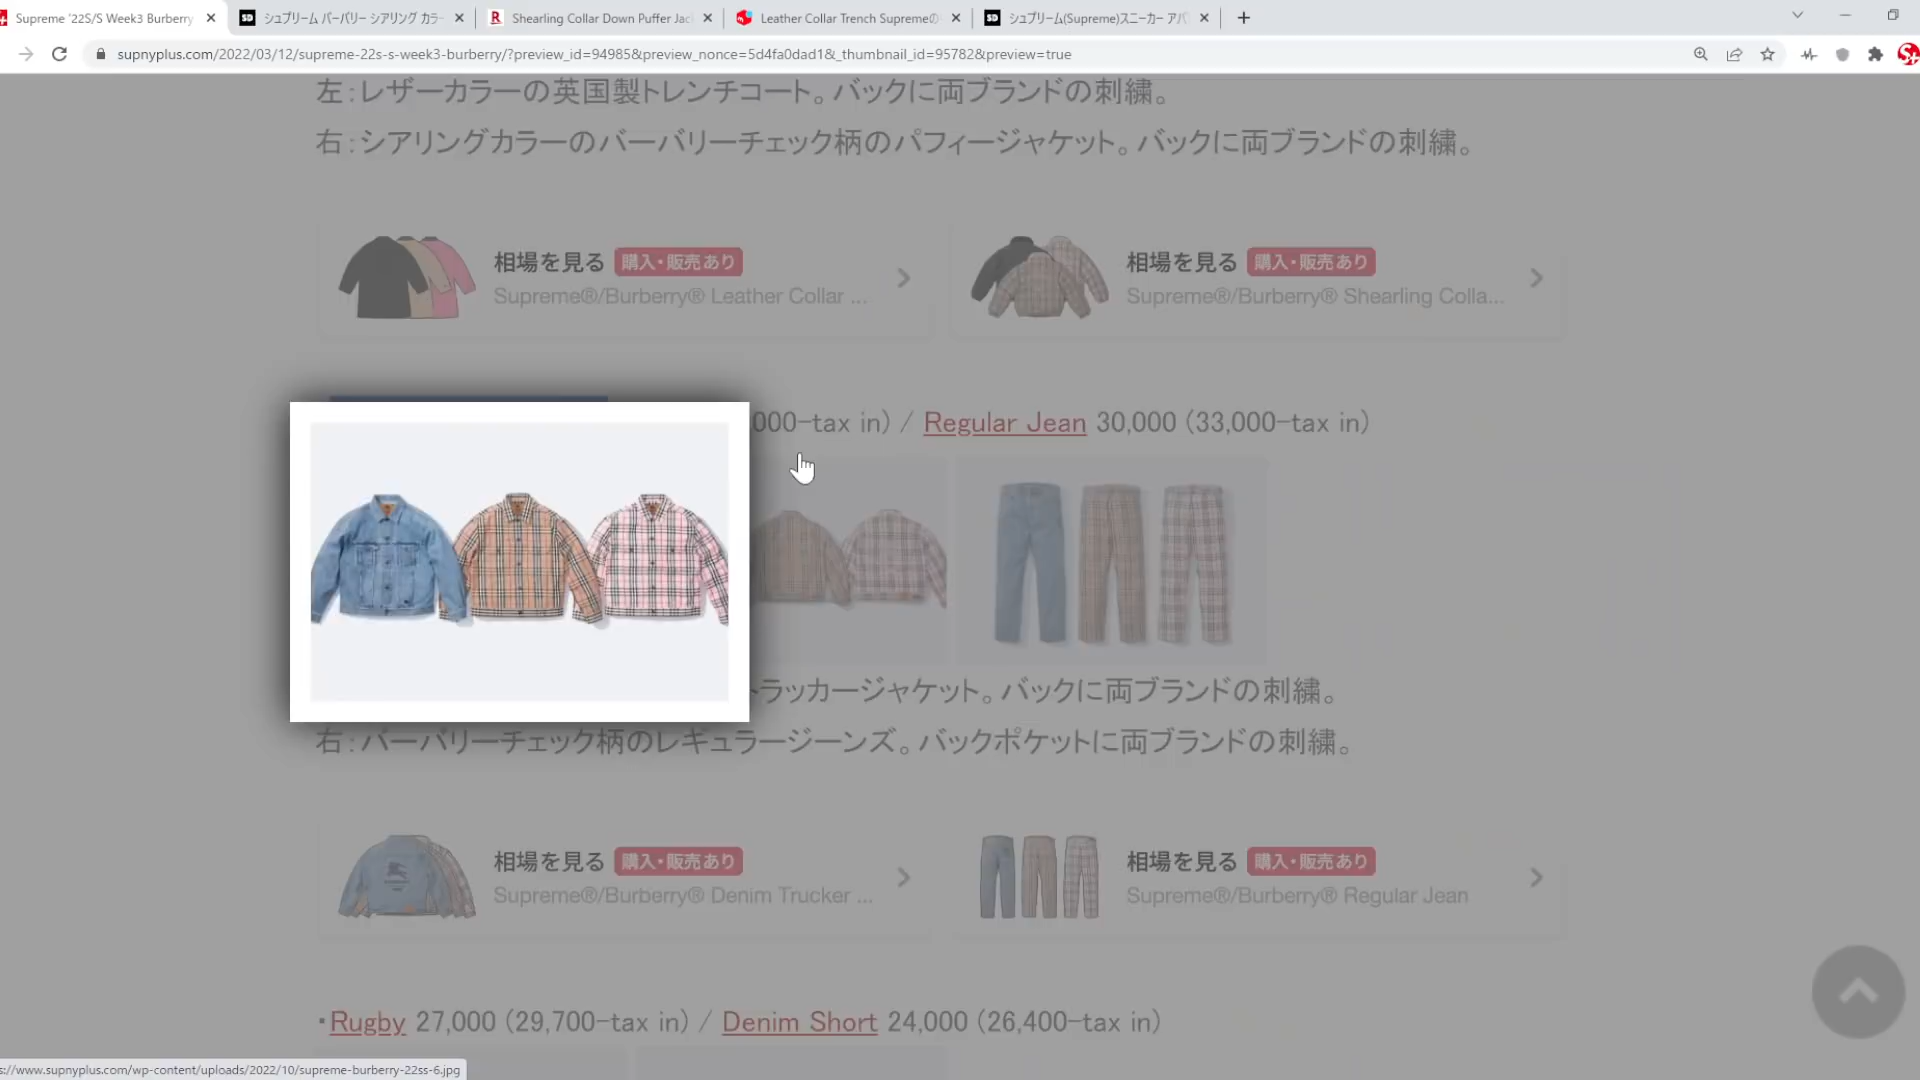 Supreme '22S/S Week3 Burberry
シュプリーム バーバリー シアリング カラー
Shearling Collar Down Puffer Jac
Leather Collar Trench Supremeの
シュプリーム(Supreme)スニーカー アパ
supnyplus.com/2022/03/12/supreme-22s-s-week3-burberry/?preview_id=94985&preview_nonce=5d4fa0dad1&_thumbnail_id=95782&preview=true
左：レザーカラーの英国製トレンチコート。バックに両ブランドの刺繍。
右：シアリングカラーのバーバリーチェック柄のパフィージャケット。バックに両ブランドの刺繍。
相場を見る 購入・販売あり
Supreme®/Burberry® Leather Collar ...
相場を見る 購入・販売あり
Supreme®/Burberry® Shearling Colla...
000-tax in) / Regular Jean 30,000 (33,000-tax in)
トラッカージャケット。バックに両ブランドの刺繍。
右：バーバリーチェック柄のレギュラージーンズ。バックポケットに両ブランドの刺繍。
相場を見る 購入・販売あり
Supreme®/Burberry® Denim Trucker ...
相場を見る 購入・販売あり
Supreme®/Burberry® Regular Jean
・Rugby 27,000 (29,700-tax in) / Denim Short 24,000 (26,400-tax in)
s://www.supnyplus.com/wp-content/uploads/2022/10/supreme-burberry-22ss-6.jpg